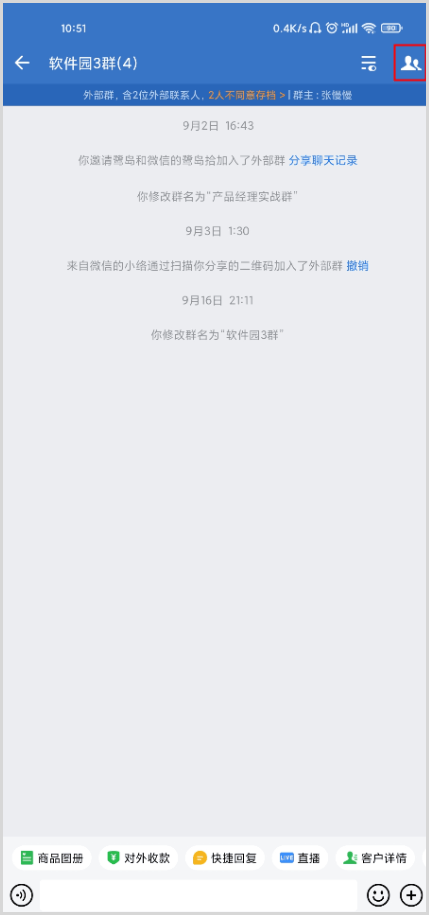 10:51
0.4K/s HD 90
软件园3群(4)
外部群，含2位外部联系人，2人不同意存档 > | 群主：张慢慢
9月2日 16:43
你邀请鹭岛和微信的鹭岛拾加入了外部群 分享聊天记录
你修改群名为“产品经理实战群”
9月3日 1:30
来自微信的小络通过扫描你分享的二维码加入了外部群 撤销
9月16日 21:11
你修改群名为“软件园3群”
商品图册 ¥ 对外收款 快捷回复 LIVE 直播 客户详情